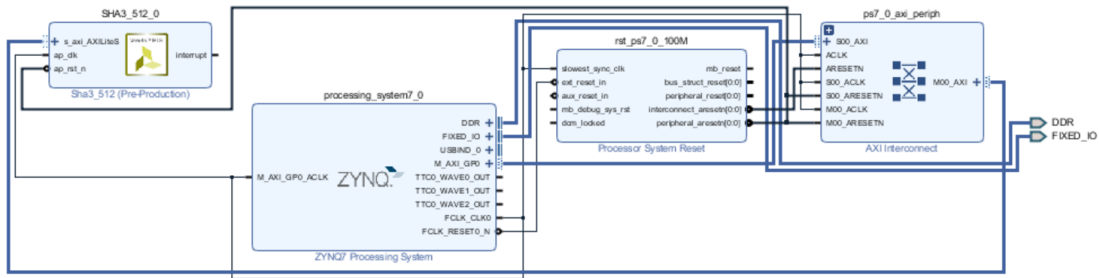 SHA3_512_0
s_axi_AXILiteS
ap_clk
ap_rst_n
interrupt
Sha3_512 (Pre-Production)
processing_system7_0
DDR
FIXED_IO
USBIND_0
M_AXI_GP0
M_AXI_GP0_ACLK
ZYNQ
TTC0_WAVE0_OUT
TTC0_WAVE1_OUT
TTC0_WAVE2_OUT
FCLK_CLK0
FCLK_RESET0_N
ZYNQ7 Processing System
rst_ps7_0_100M
slowest_sync_clk
ext_reset_in
aux_reset_in
mb_debug_sys_rst
dcm_locked
mb_reset
bus_struct_reset[0:0]
peripheral_reset[0:0]
interconnect_aresetn[0:0]
peripheral_aresetn[0:0]
Processor System Reset
ps7_0_axi_periph
S00_AXI
ACLK
ARESETN
S00_ACLK
S00_ARESETN
M00_ACLK
M00_ARESETN
M00_AXI
AXI Interconnect
DDR
FIXED_IO